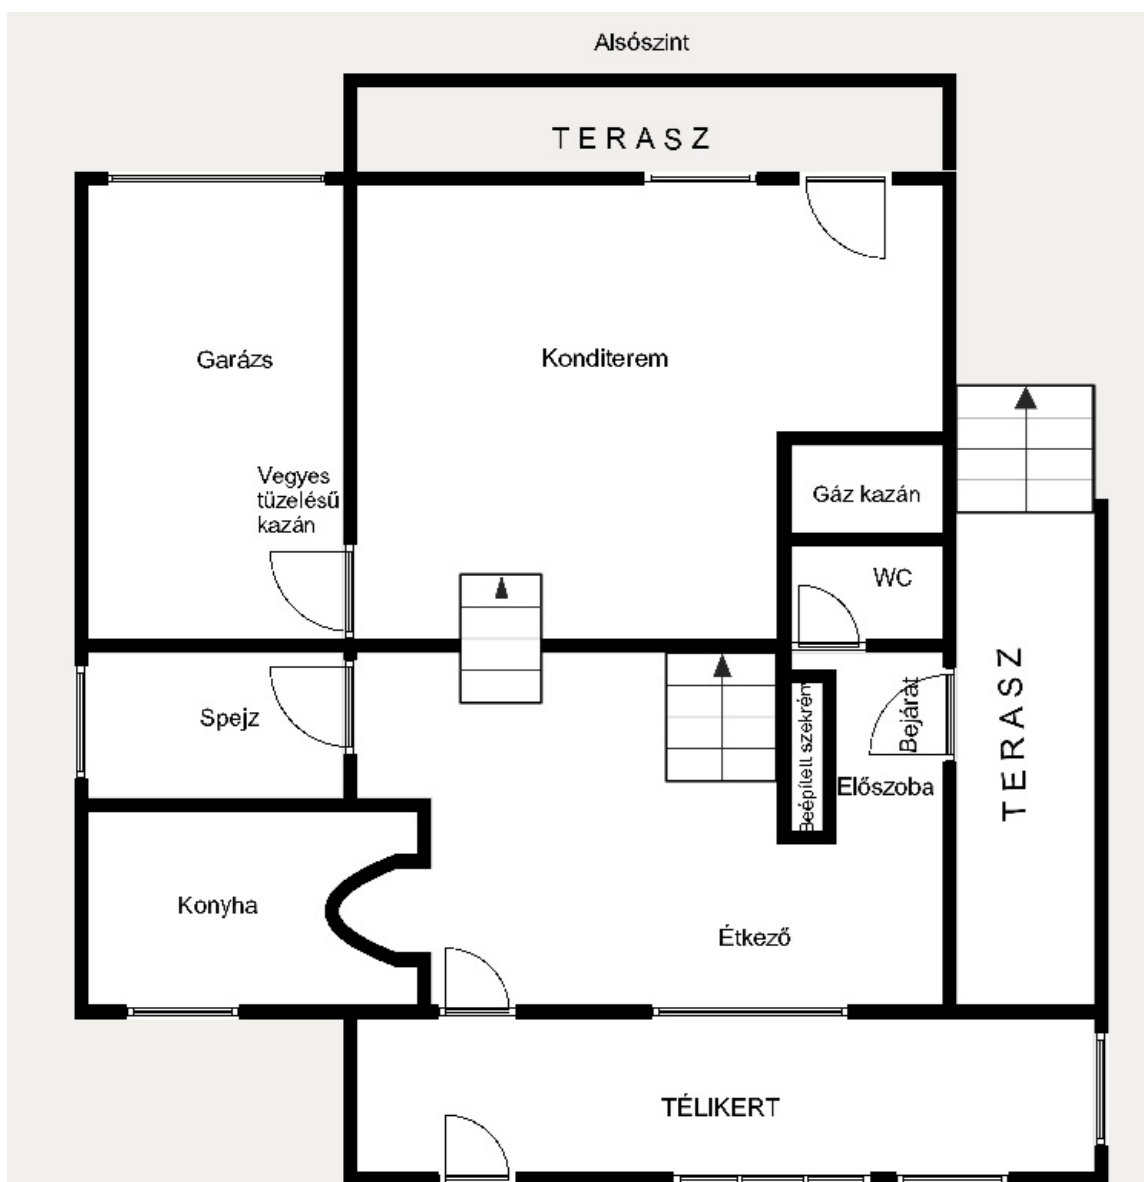 Alsószint
TERASZ
Garázs
Konditerem
Vegyes
tüzelésű
kazán
Gáz kazán
WC
Spejz
Beépített szekrény
Bejárat
TERASZ
Előszoba
Konyha
Étkező
TÉLIKERT